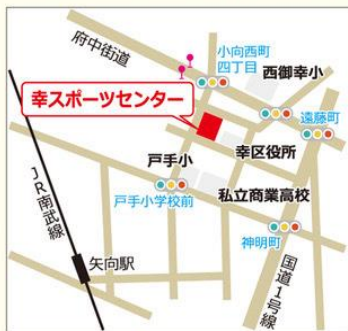 府中街道
小向西町
四丁目
西御幸小
幸スポーツセンター
遠藤町
戸手小
幸区役所
JR南武線
戸手小学校前
私立商業高校
神明町
矢向駅
国道1号線